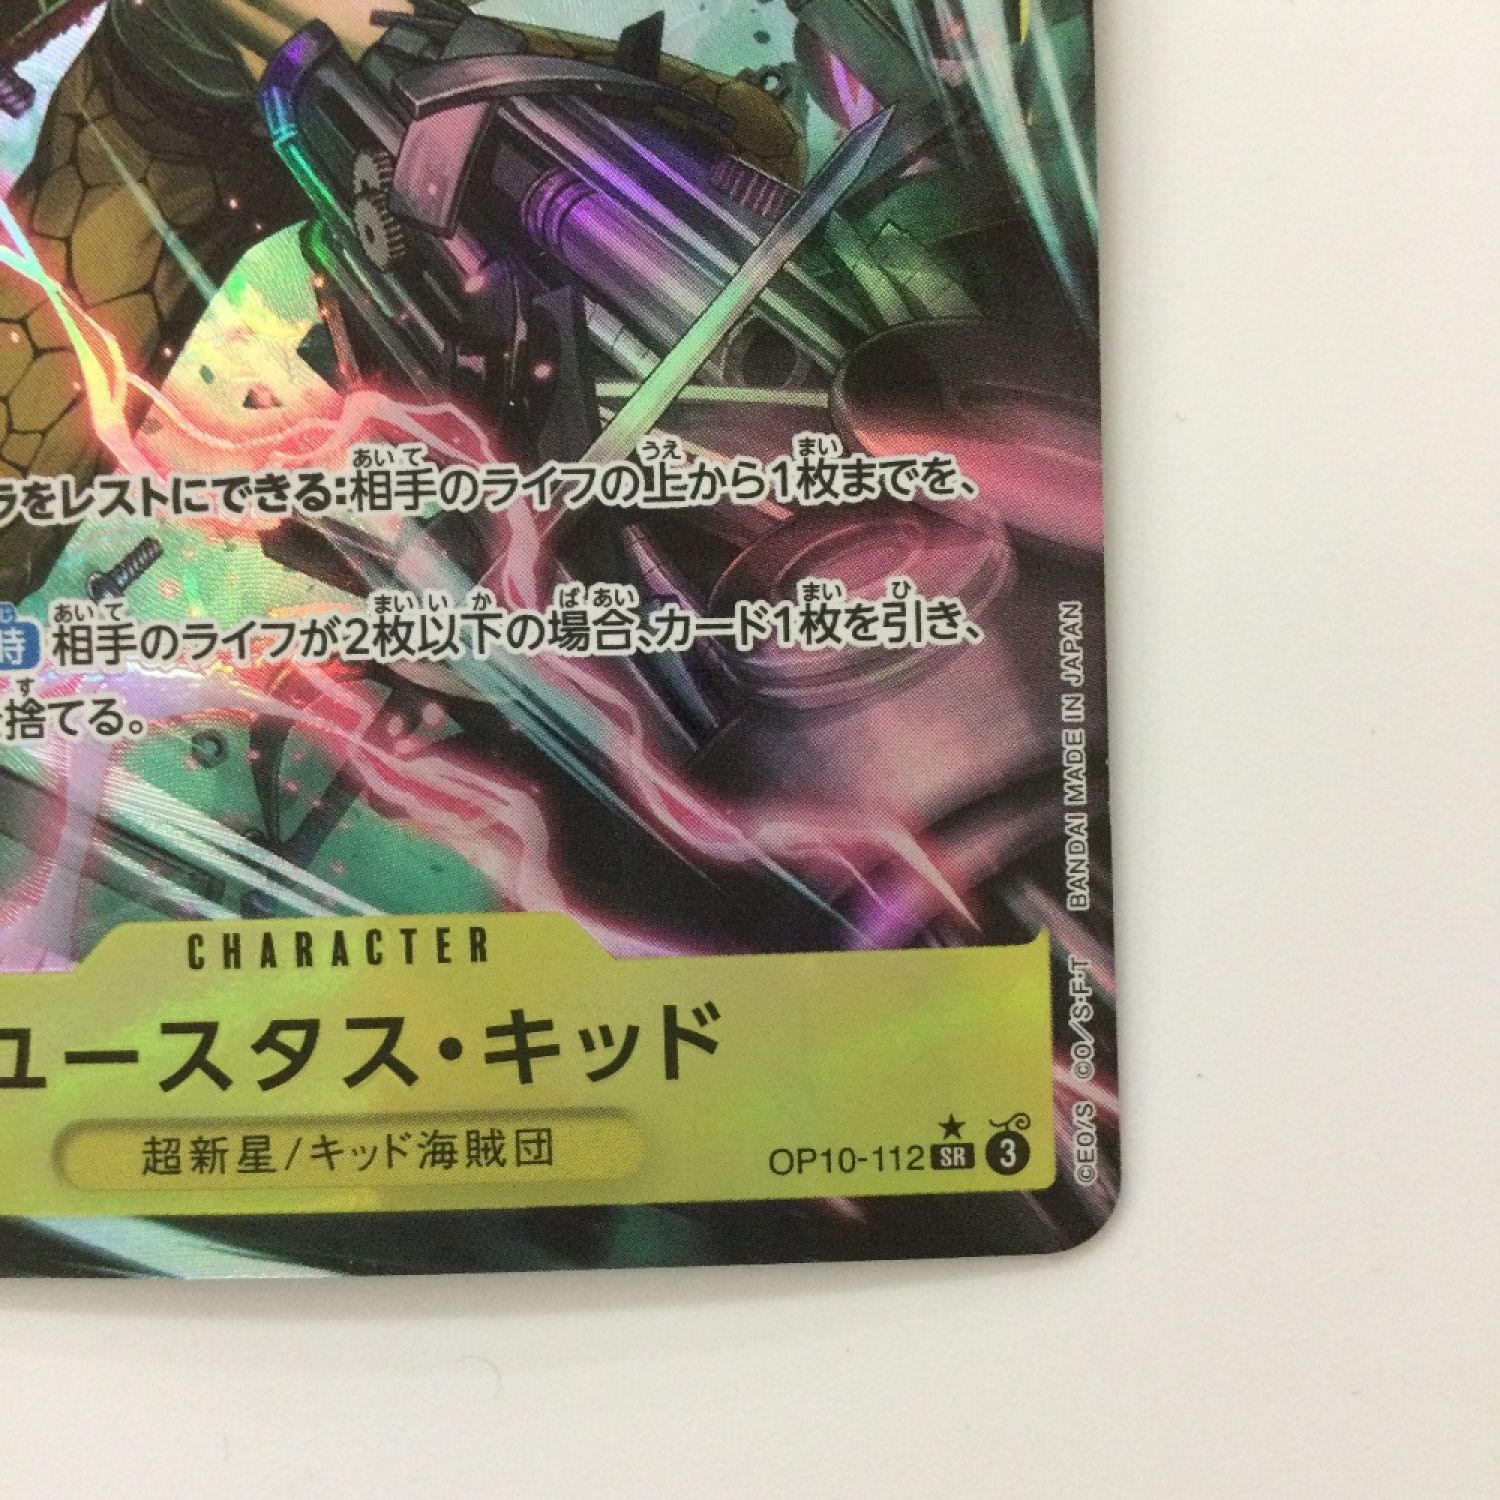 ラをレストにできる:相手のライフの上から1枚までを、
時 相手のライフが2枚以下の場合、カード1枚を引き、
捨てる。
CHARACTER
ユースタス・キッド
超新星/キッド海賊団
OP10-112 SR 3
©EO/S ©O/S・F・T BANDAI MADE IN JAPAN